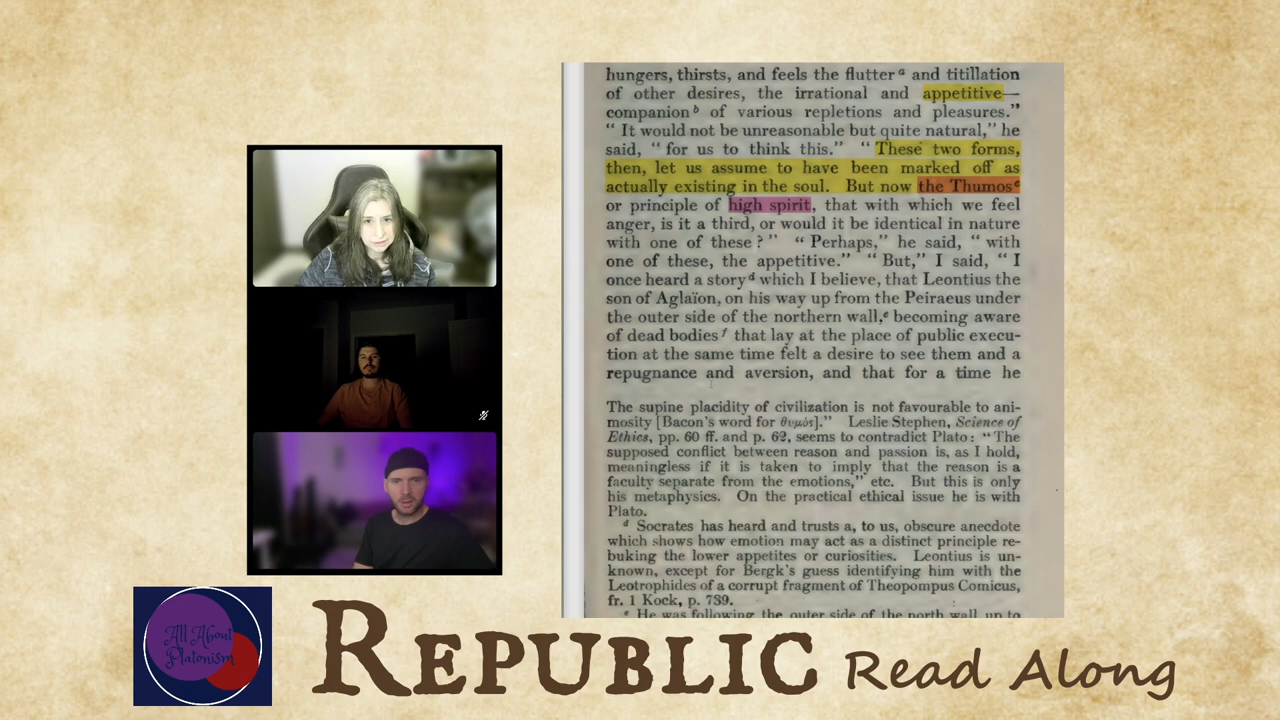 hungers, thirsts, and feels the flutter a and titillation
of other desires, the irrational and appetitive—
companion b of various repletions and pleasures.”
“ It would not be unreasonable but quite natural,” he
said, “ for us to think this.” “ These two forms,
then, let us assume to have been marked off as
actually existing in the soul. But now the Thumos c
or principle of high spirit, that with which we feel
anger, is it a third, or would it be identical in nature
with one of these ? ” “ Perhaps,” he said, “ with
one of these, the appetitive.” “ But,” I said, “ I
once heard a story d which I believe, that Leontius the
son of Aglaïon, on his way up from the Peiraeus under
the outer side of the northern wall, e becoming aware
of dead bodies f that lay at the place of public execu-
tion at the same time felt a desire to see them and a
repugnance and aversion, and that for a time he
The supine placidity of civilization is not favourable to ani-
mosity [Bacon's word for θυμός].” Leslie Stephen, Science of
Ethics, pp. 60 ff. and p. 62, seems to contradict Plato : “ The
supposed conflict between reason and passion is, as I hold,
meaningless if it is taken to imply that the reason is a
faculty separate from the emotions,” etc. But this is only
his metaphysics. On the practical ethical issue he is with
Plato.
d Socrates has heard and trusts a, to us, obscure anecdote
which shows how emotion may act as a distinct principle re-
buking the lower appetites or curiosities. Leontius is un-
known, except for Bergk's guess identifying him with the
Leotrophides of a corrupt fragment of Theopompus Comicus,
fr. 1 Kock, p. 739.
e He was following the outer side of the north wall up to
All About
Platonism
REPUBLIC Read Along